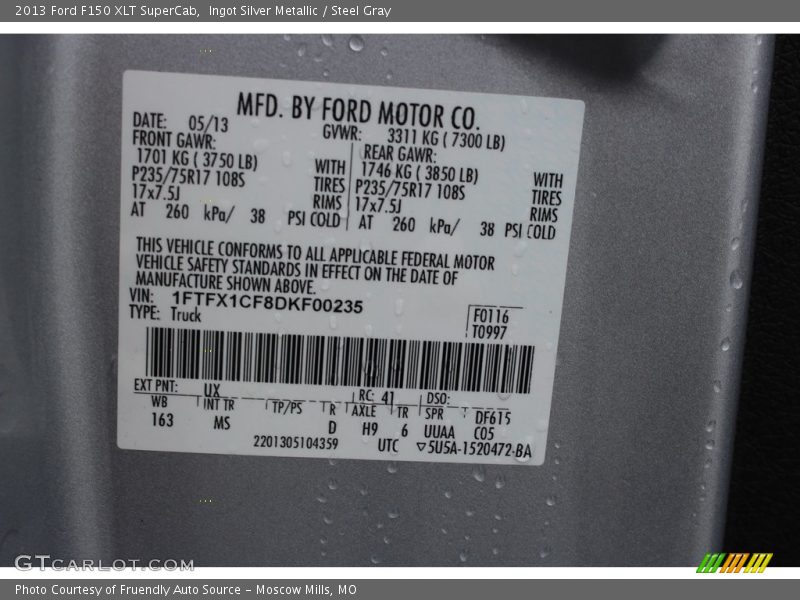 2013 Ford F150 XLT SuperCab,  Ingot Silver Metallic / Steel Gray
MFD. BY FORD MOTOR CO.
DATE: 05/13 GVWR: 3311 KG ( 7300 LB)
FRONT GAWR: REAR GAWR:
1701 KG ( 3750 LB) WITH 1746 KG ( 3850 LB) WITH
P235/75R17 108S TIRES P235/75R17 108S TIRES
17x7.5J RIMS 17x7.5J RIMS
AT 260 kPa/ 38 PSI COLD AT 260 kPa/ 38 PSI COLD
THIS VEHICLE CONFORMS TO ALL APPLICABLE FEDERAL MOTOR
VEHICLE SAFETY STANDARDS IN EFFECT ON THE DATE OF
MANUFACTURE SHOWN ABOVE.
VIN: 1FTFX1CF8DKF00235
TYPE: Truck
F0116
T0997
EXT PNT: UX RC: 41 DSO:
WB INT TR TP/PS R AXLE TR SPR DF615
163 MS D H9 6 UUAA C05
2201305104359 UTC ▽5U5A-1520472-BA
GTCARLOT.COM
Photo Courtesy of Fruendly Auto Source – Moscow Mills, MO